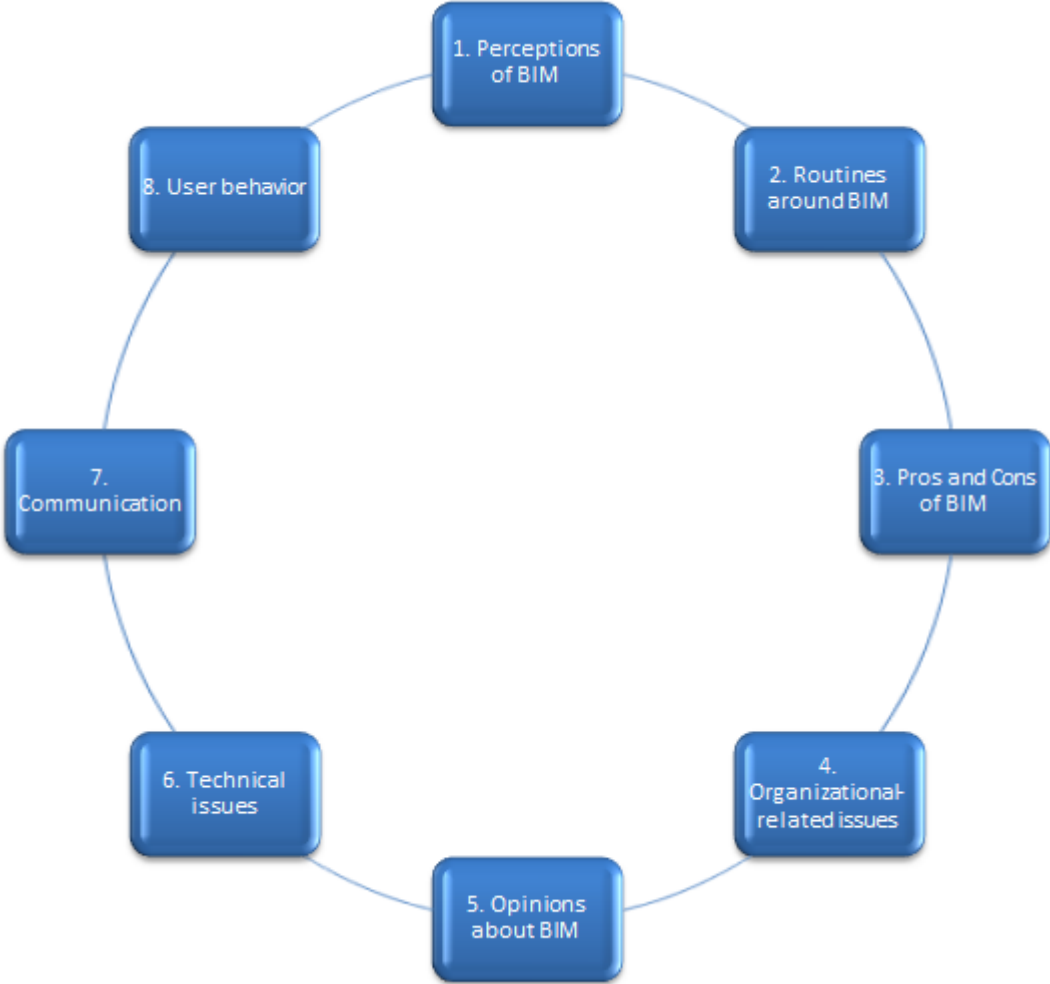 1. Perceptions
of BIM
2. Routines
around BIM
3. Pros and Cons
of BIM
4.
Organizational-
related issues
5. Opinions
about BIM
6. Technical
issues
7.
Communication
8. User behavior